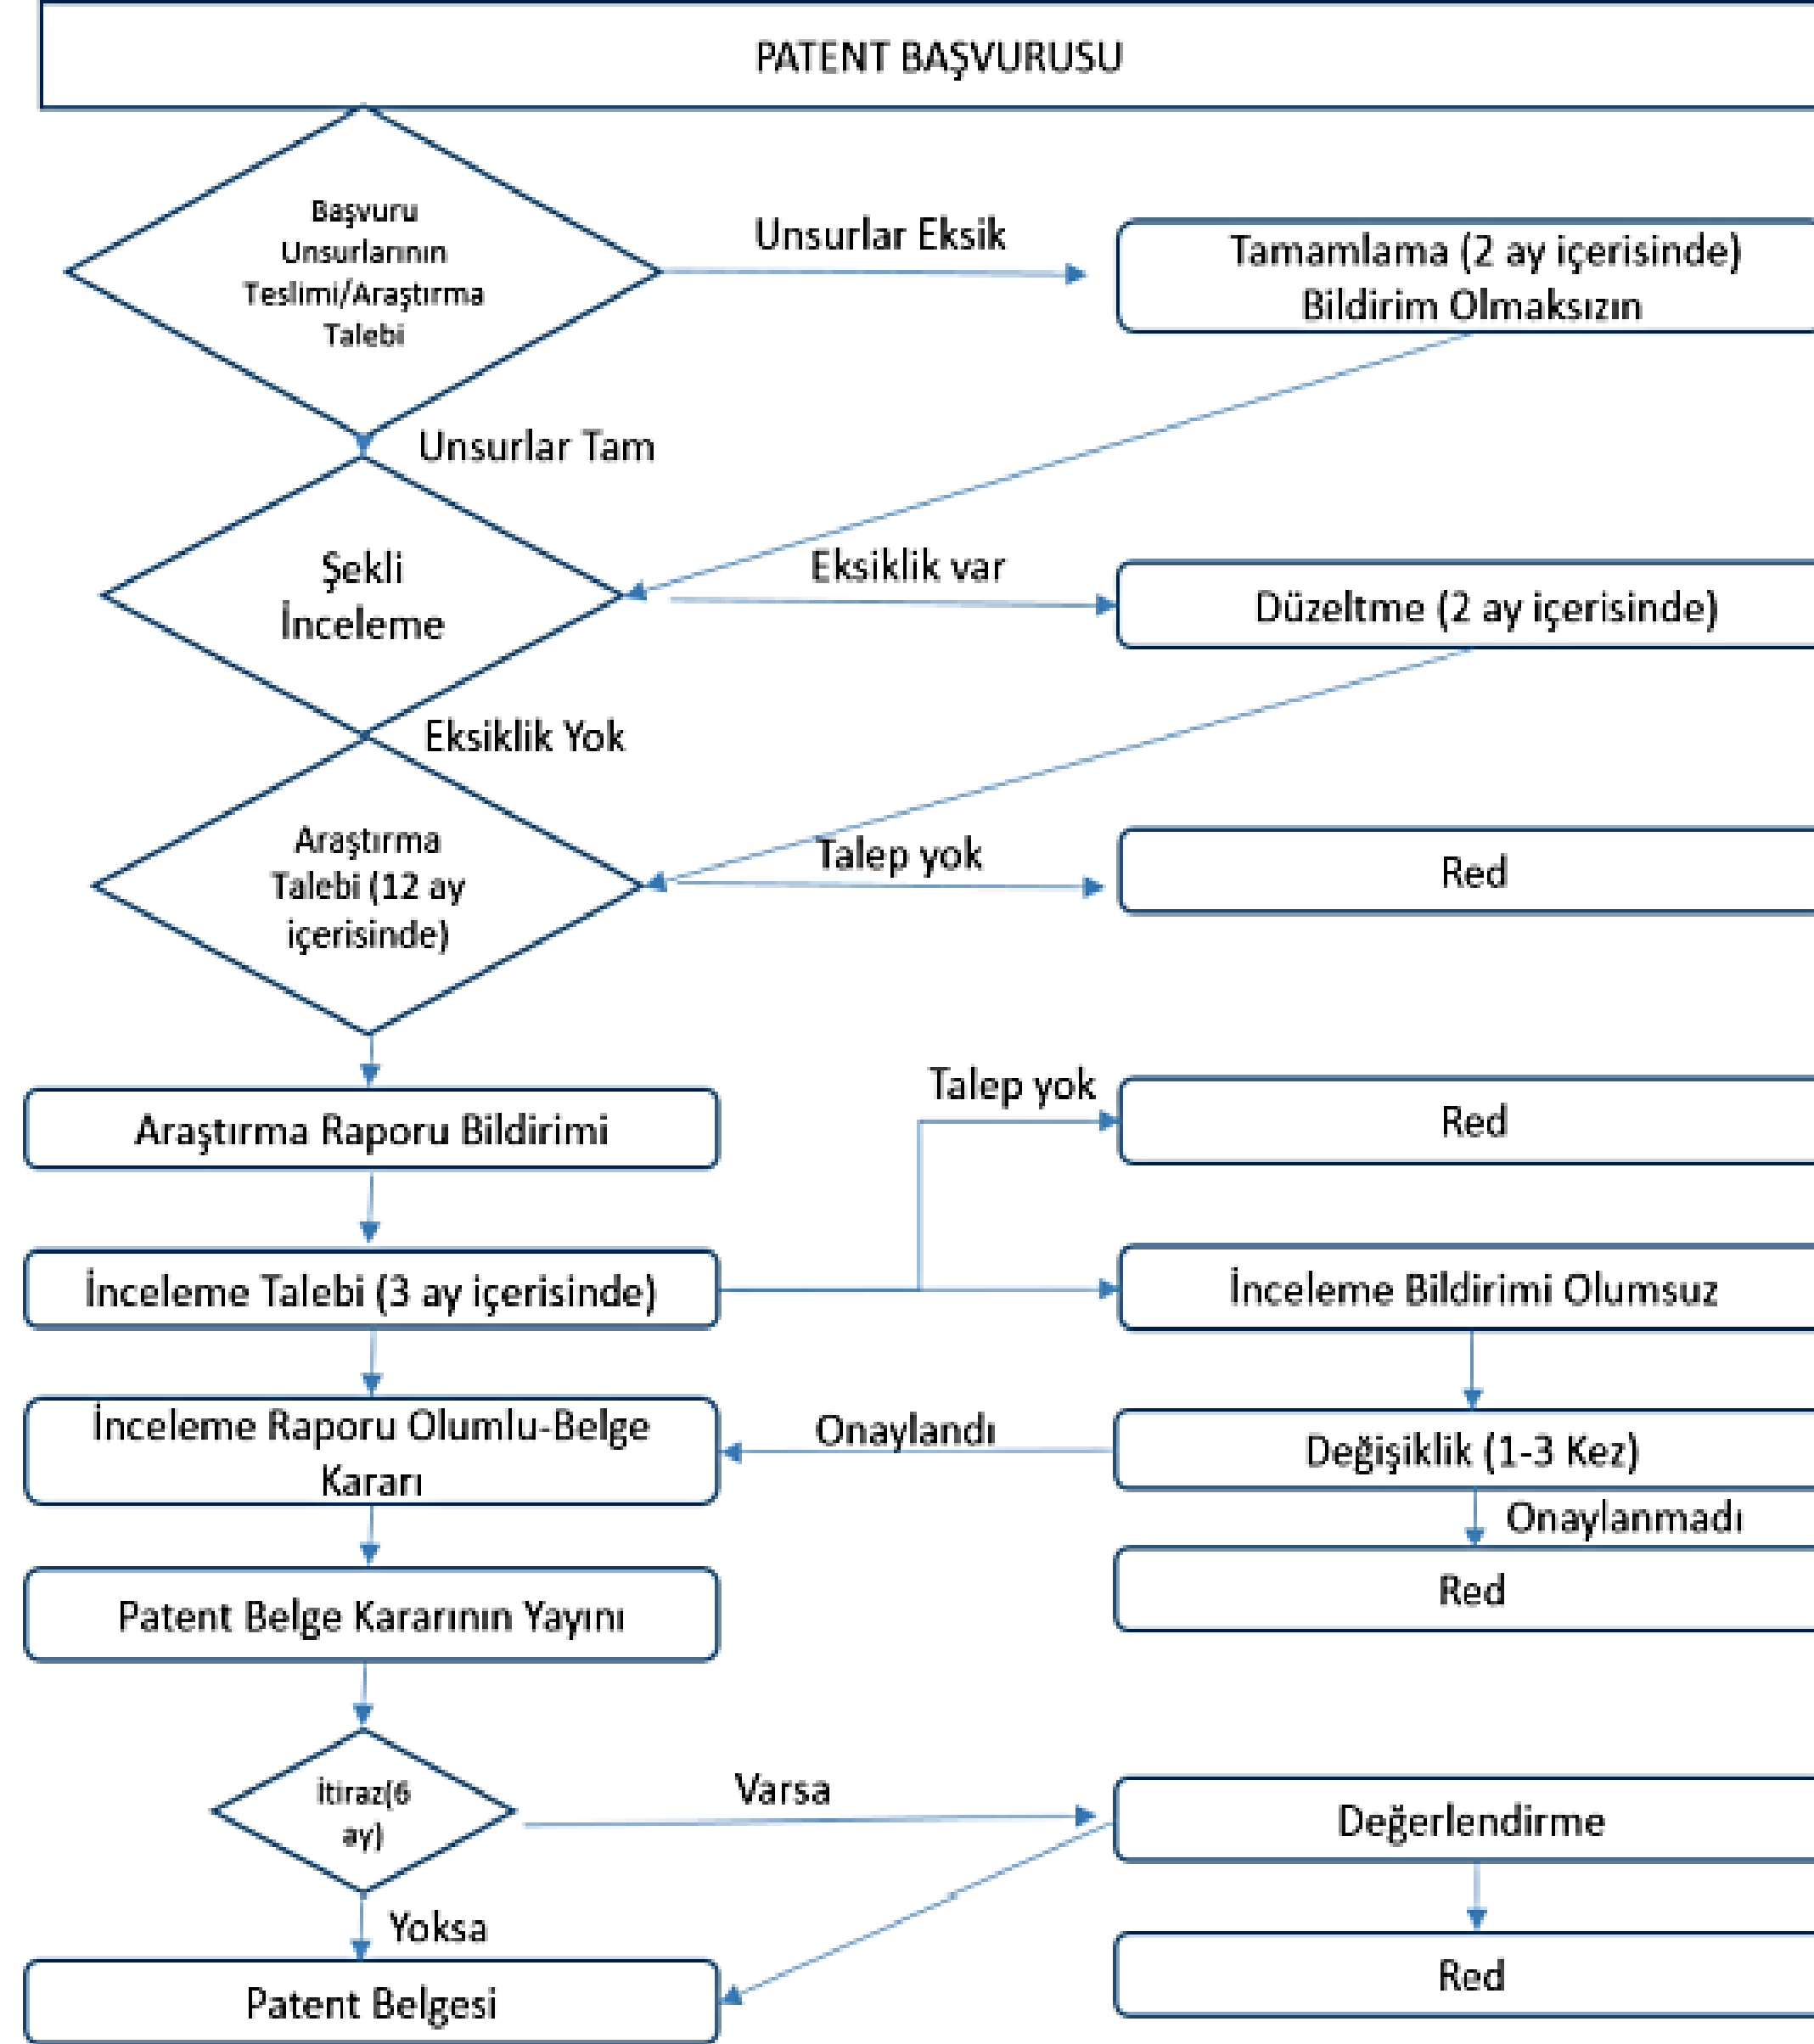 PATENT BAŞVURUSU
Başvuru
Unsurlarının
Teslimi/Araştırma
Talebi
Unsurlar Eksik
Tamamlama (2 ay içerisinde)
Bildirim Olmaksızın
Unsurlar Tam
Şekli
İnceleme
Eksiklik var
Düzeltme (2 ay içerisinde)
Eksiklik Yok
Araştırma
Talebi (12 ay
içerisinde)
Talep yok
Red
Araştırma Raporu Bildirimi
Talep yok
Red
İnceleme Talebi (3 ay içerisinde)
İnceleme Bildirimi Olumsuz
İnceleme Raporu Olumlu-Belge
Kararı
Onaylandı
Değişiklik (1-3 Kez)
Onaylanmadı
Red
Patent Belge Kararının Yayını
İtiraz(6
ay)
Varsa
Değerlendirme
Yoksa
Red
Patent Belgesi